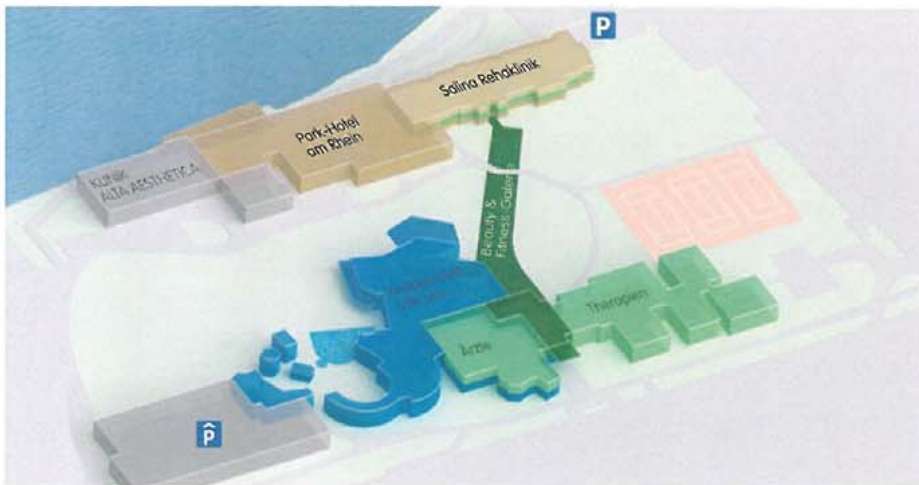 P
Salina Rehaklinik
Park-Hotel
am Rhein
KLINIK
ALTA AESTHETICA
Beauty &
Fitness-Galerie
Therapien
Ärzte
P